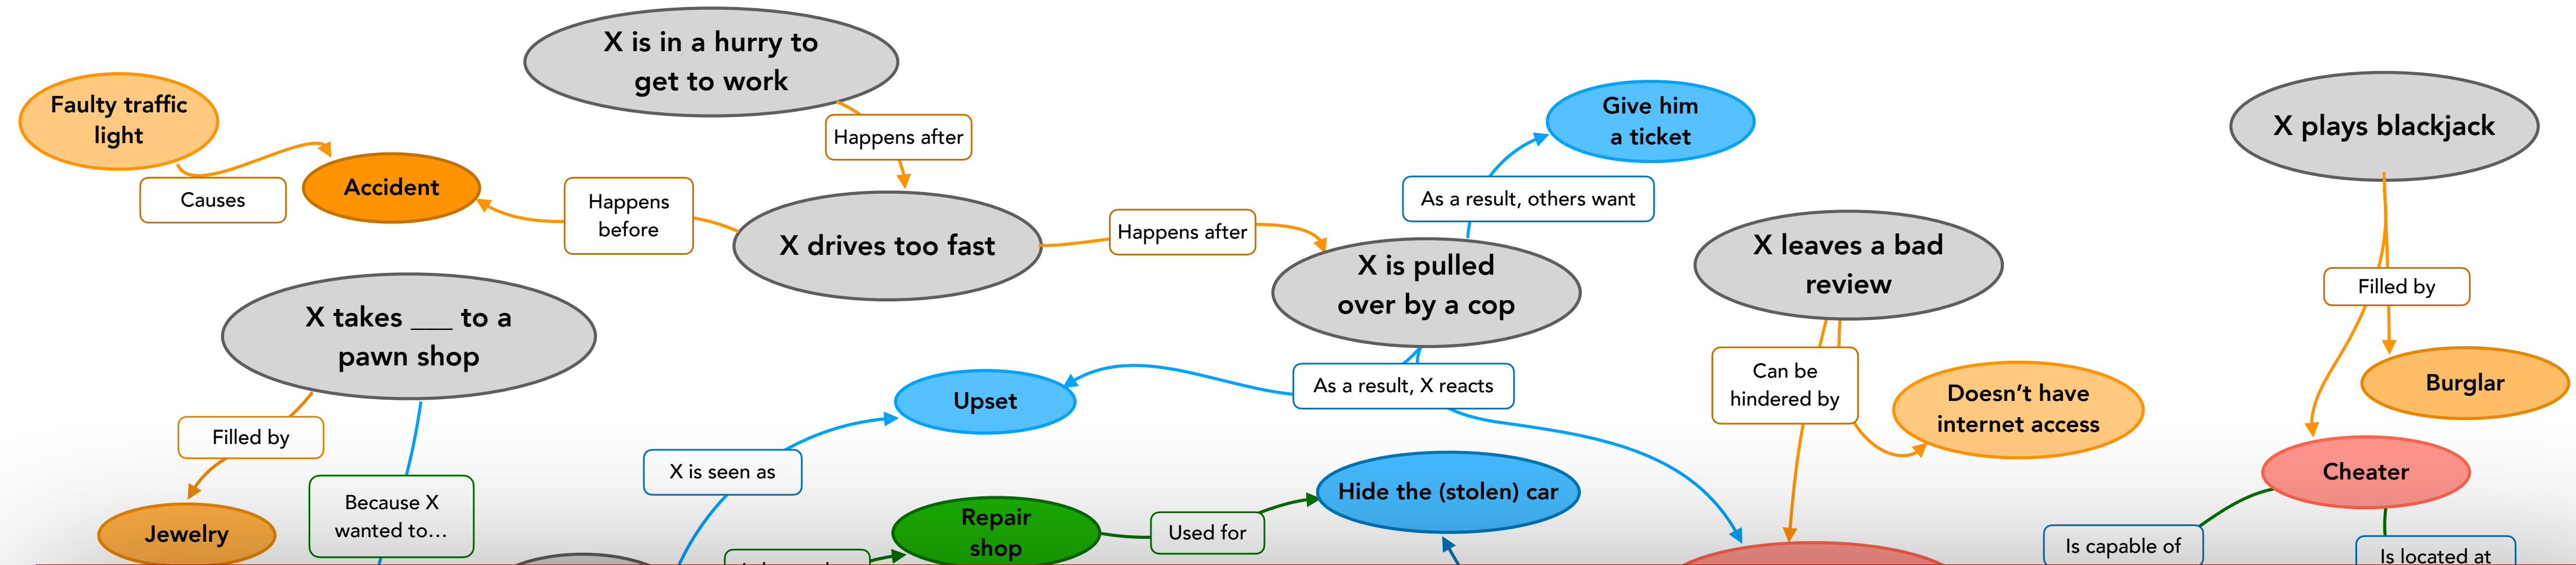 X is in a hurry to
get to work
Faulty traffic
light
Happens after
Give him
a ticket
X plays blackjack
Causes
Accident
Happens
before
X drives too fast
Happens after
As a result, others want
X is pulled
over by a cop
X leaves a bad
review
Filled by
X takes ___ to a
pawn shop
Upset
As a result, X reacts
Can be
hindered by
Doesn't have
internet access
Burglar
Filled by
X is seen as
Cheater
Jewelry
Because X
wanted to...
Repair
shop
Used for
Hide the (stolen) car
Is capable of
Is located at